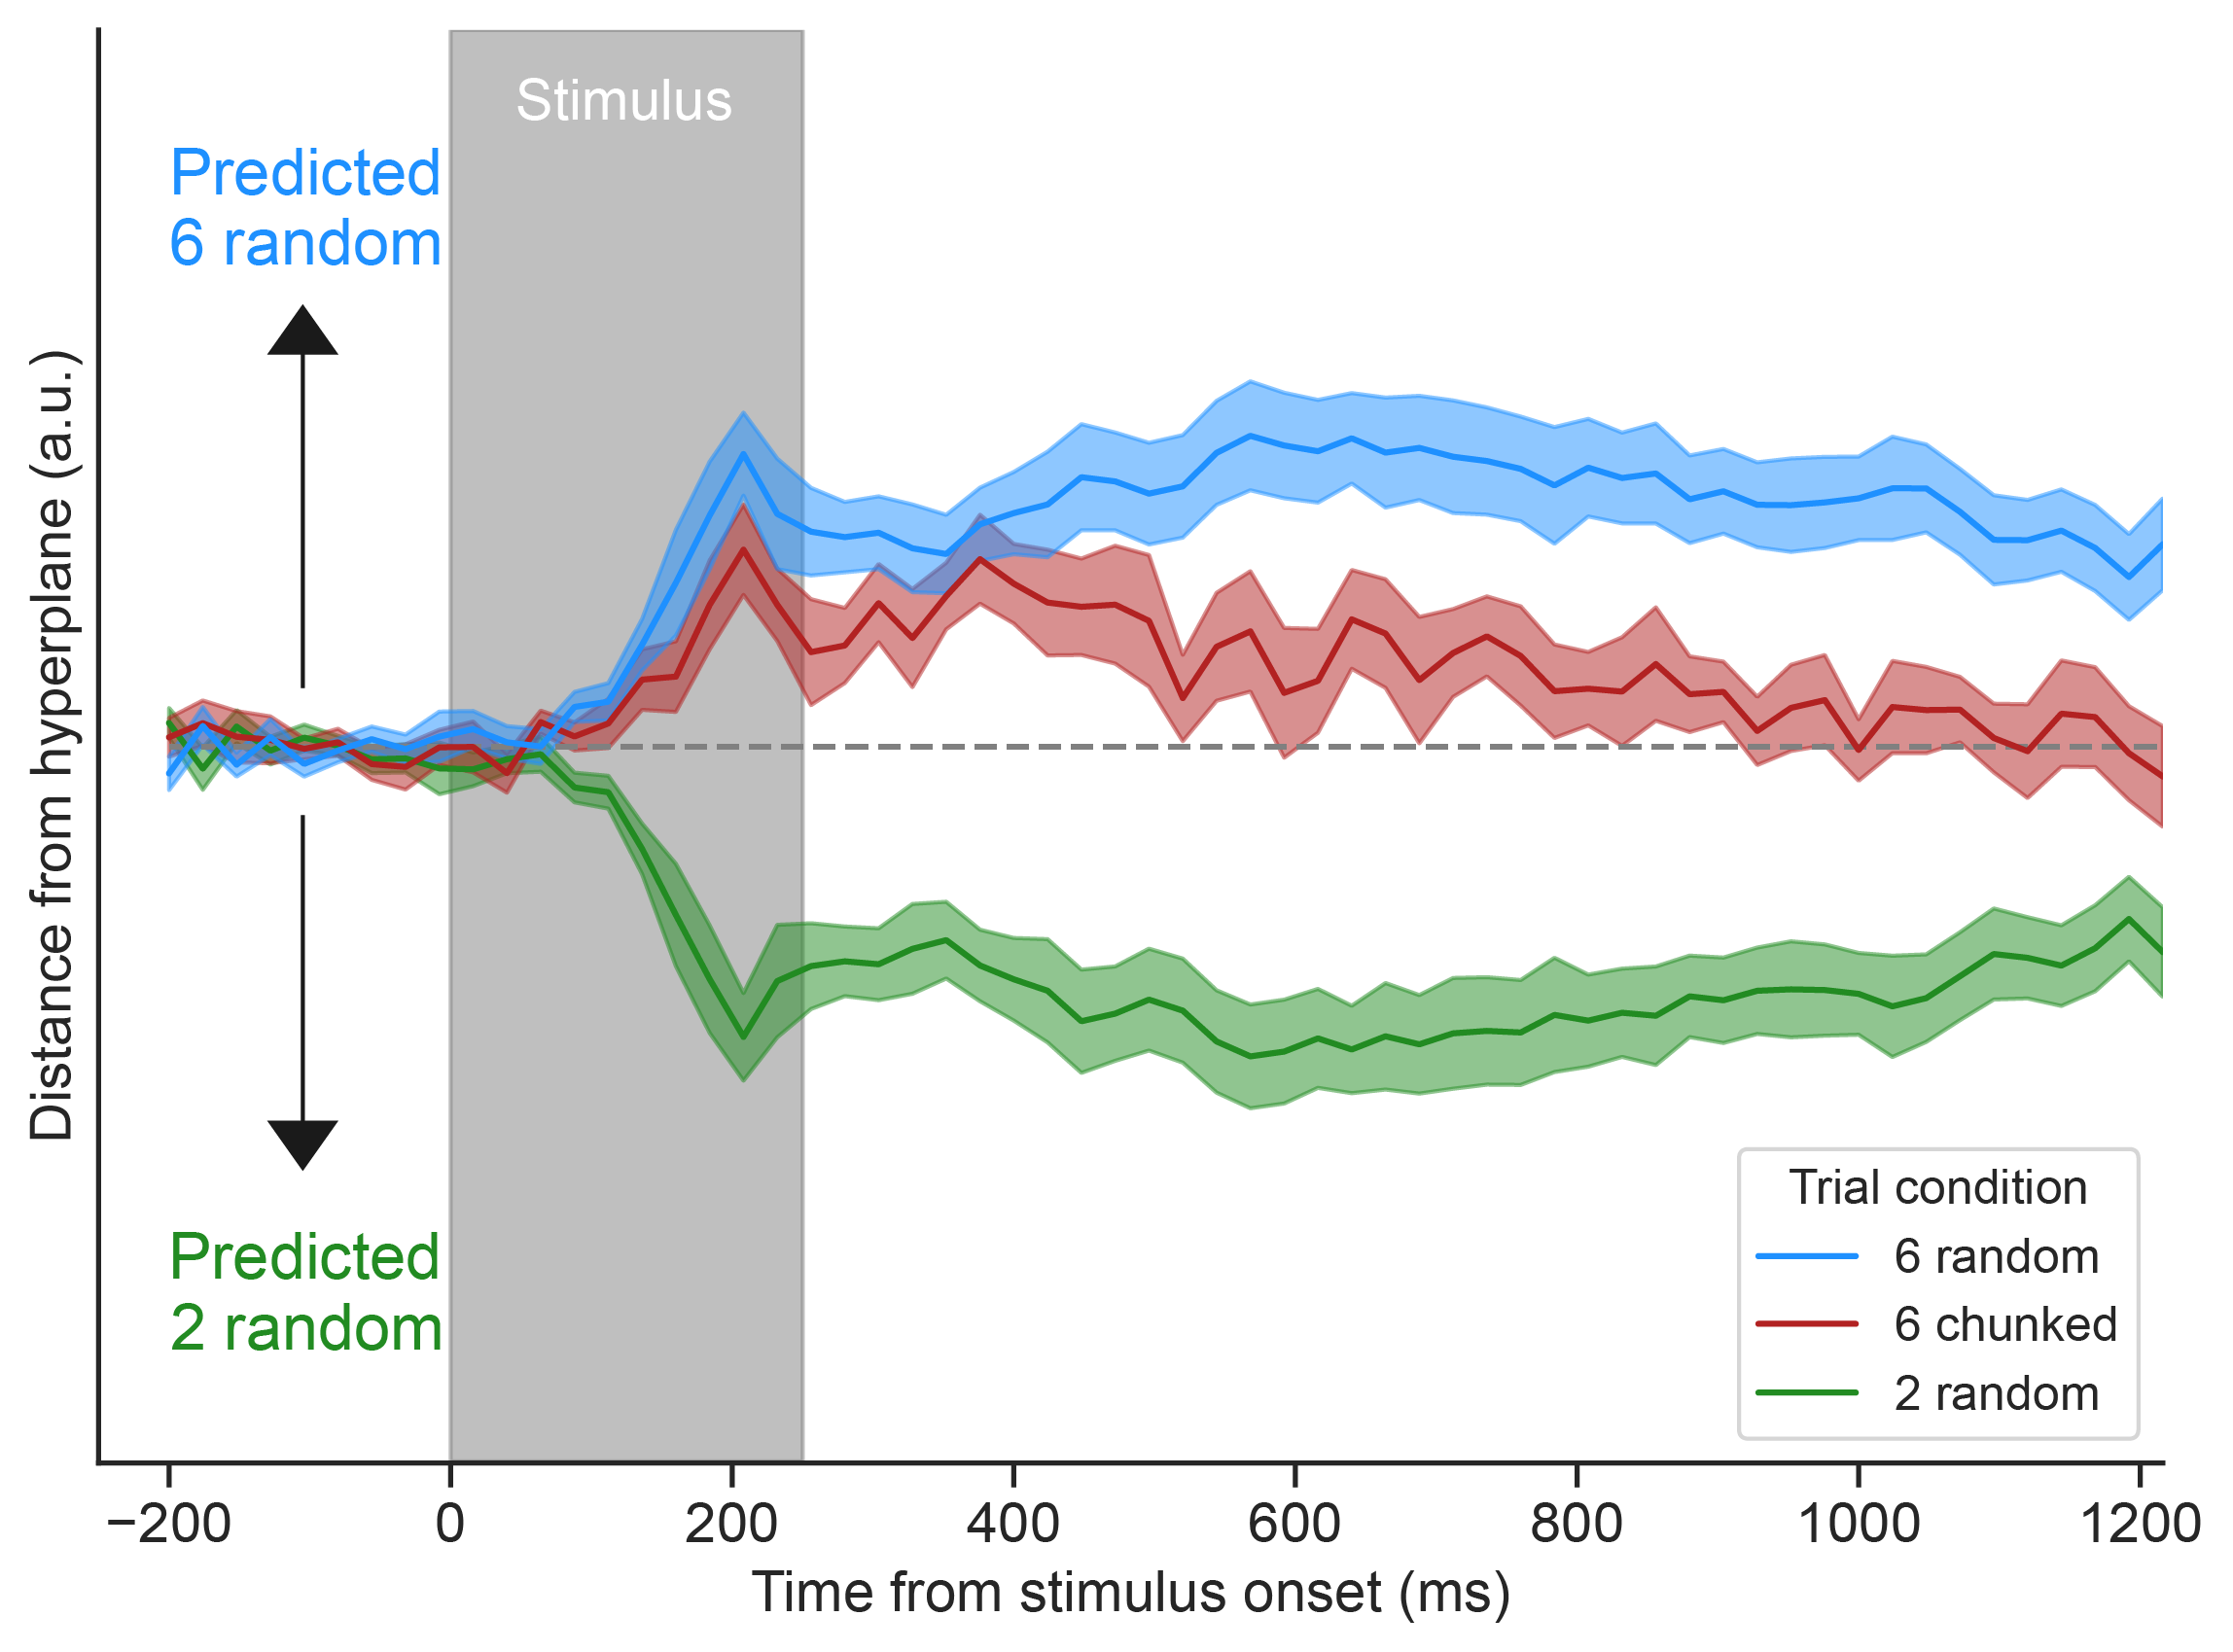 Stimulus
Predicted
6 random
Distance from hyperplane (a.u.)
Predicted
2 random
Trial condition
6 random
6 chunked
2 random
−200 0 200 400 600 800 1000 1200
Time from stimulus onset (ms)